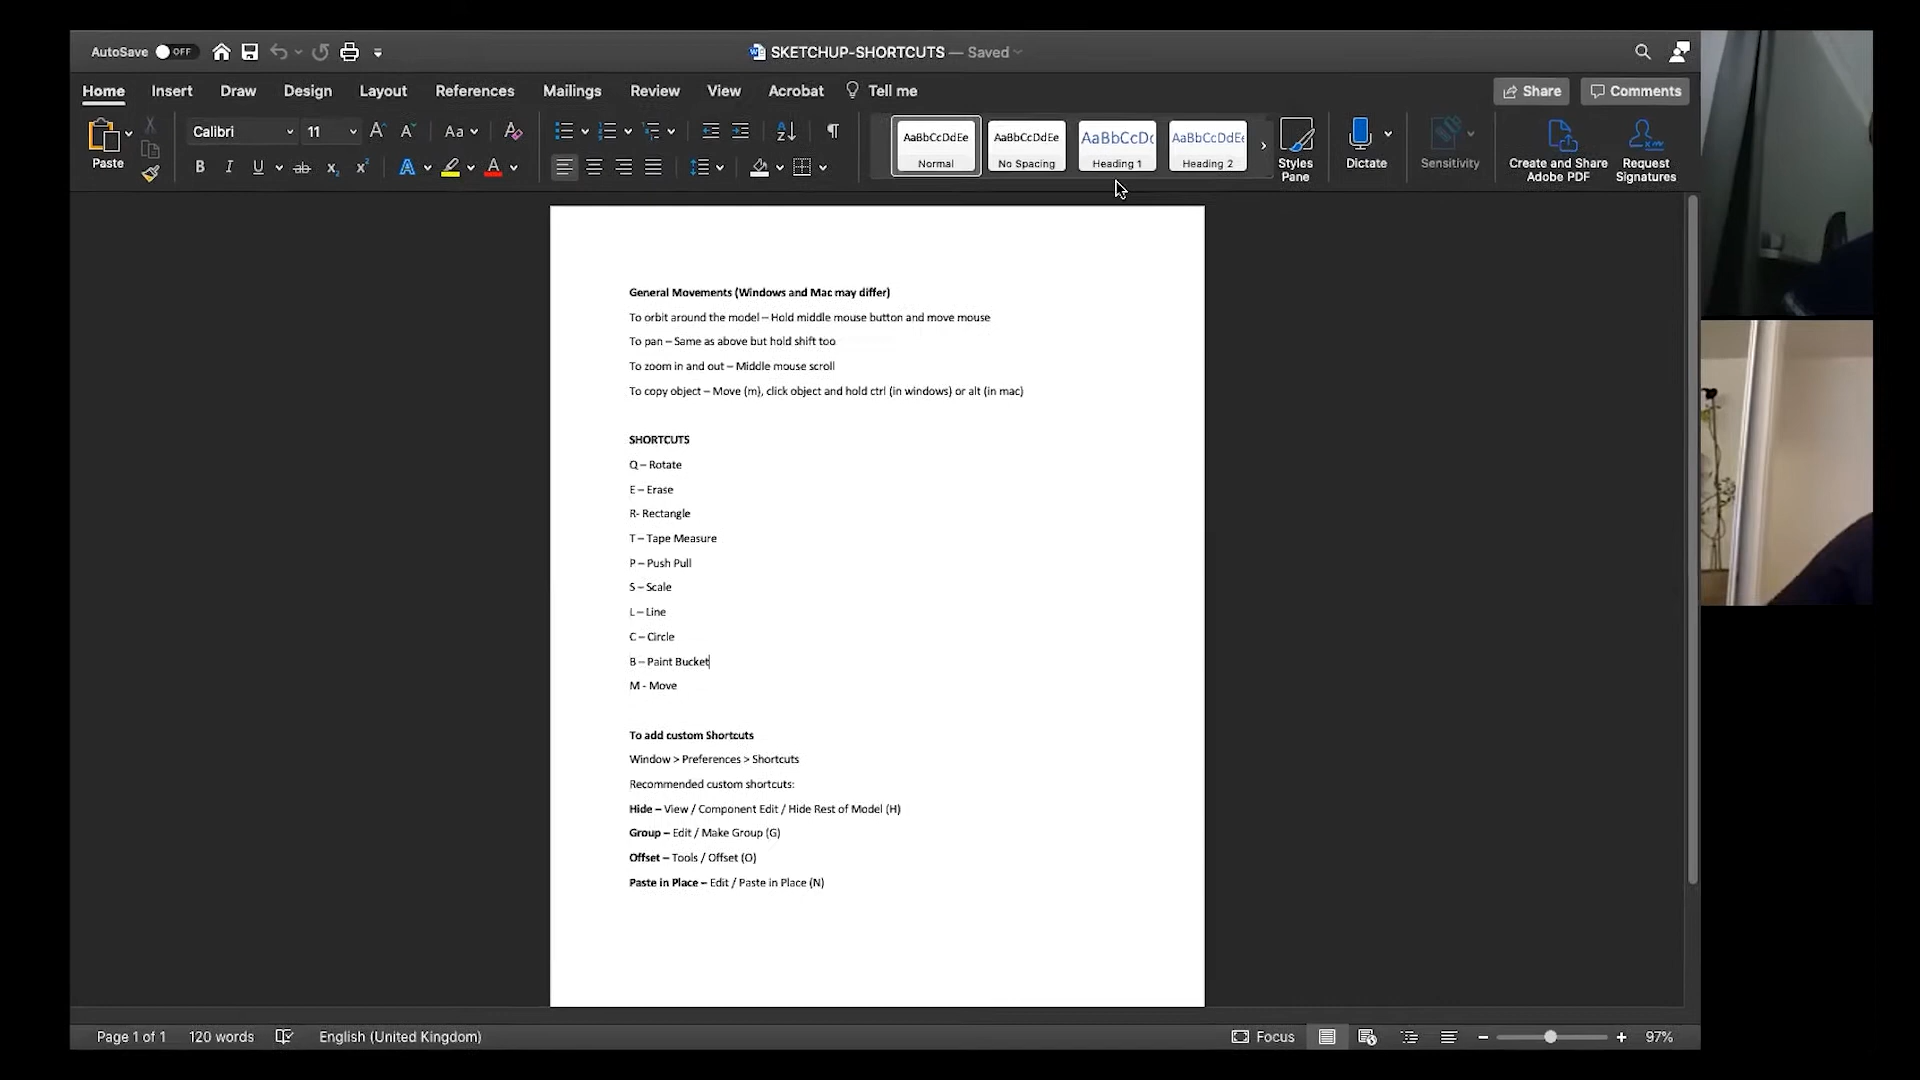 AutoSave OFF SKETCHUP-SHORTCUTS — Saved
Home Insert Draw Design Layout References Mailings Review View Acrobat Tell me Share Comments
Paste Calibri 11 Aa
AaBbCcDdEe AaBbCcDdEe AaBbCcDc AaBbCcDdEe
Normal No Spacing Heading 1 Heading 2
Styles Pane Dictate Sensitivity Create and Share Adobe PDF Request Signatures
General Movements (Windows and Mac may differ)
To orbit around the model – Hold middle mouse button and move mouse
To pan – Same as above but hold shift too
To zoom in and out – Middle mouse scroll
To copy object – Move (m), click object and hold ctrl (in windows) or alt (in mac)
SHORTCUTS
Q – Rotate
E – Erase
R- Rectangle
T – Tape Measure
P – Push Pull
S – Scale
L – Line
C – Circle
B – Paint Bucket
M - Move
To add custom Shortcuts
Window > Preferences > Shortcuts
Recommended custom shortcuts:
Hide – View / Component Edit / Hide Rest of Model (H)
Group – Edit / Make Group (G)
Offset – Tools / Offset (O)
Paste in Place – Edit / Paste in Place (N)
Page 1 of 1 120 words English (United Kingdom) Focus 97%